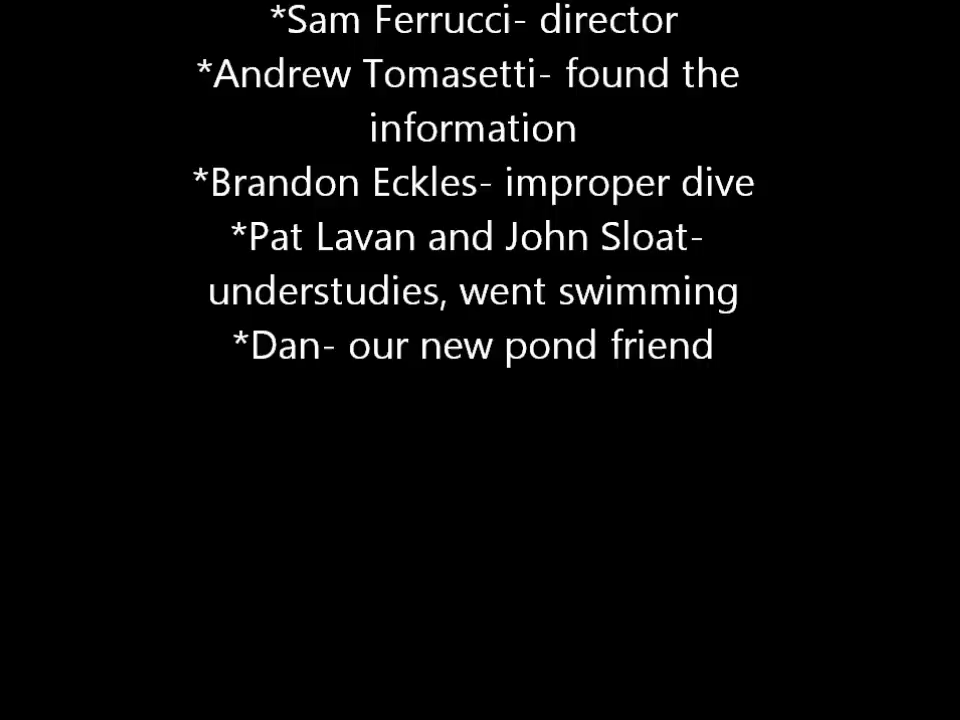 *Sam Ferrucci- director
*Andrew Tomasetti- found the
information
*Brandon Eckles- improper dive
*Pat Lavan and John Sloat-
understudies, went swimming
*Dan- our new pond friend